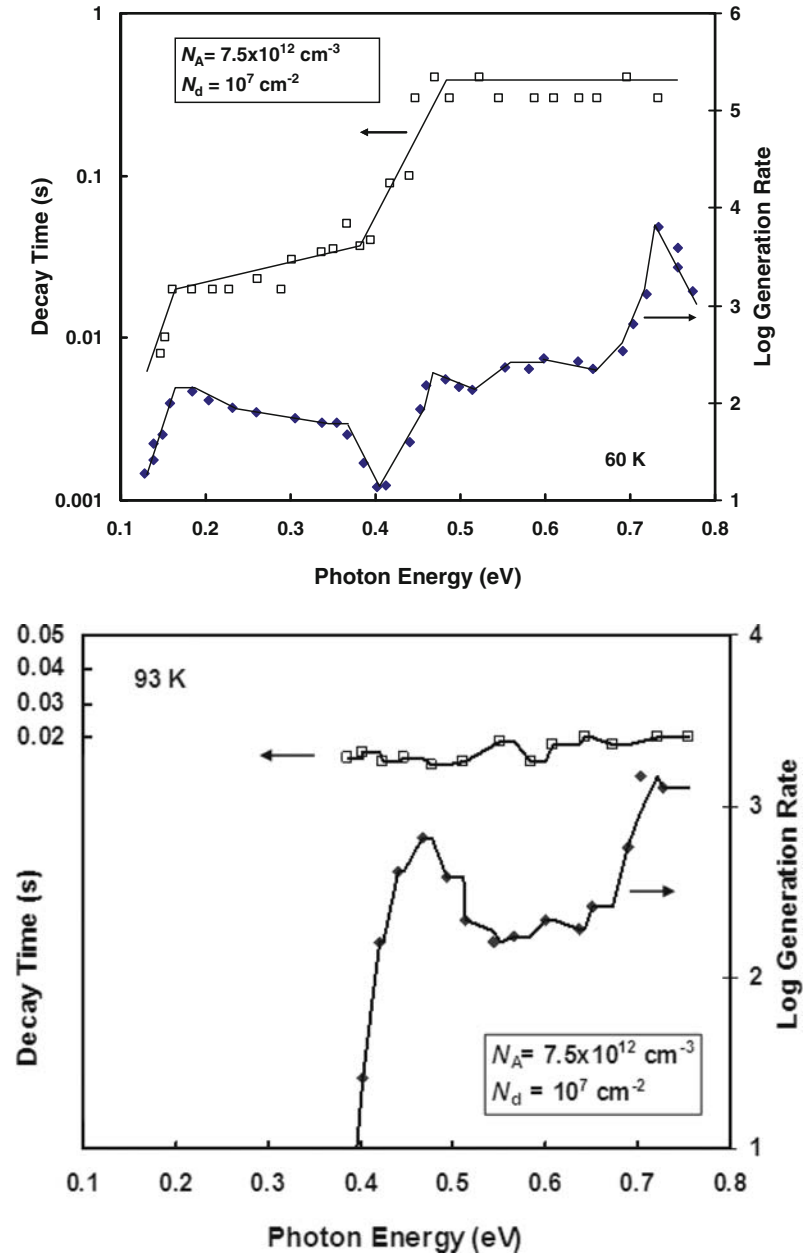 1
6
N_A= 7.5x10^12 cm^-3
N_d = 10^7 cm^-2
5
0.1
4
Decay Time (s)
Log Generation Rate
0.01
3
2
60 K
0.001
1
0.1 0.2 0.3 0.4 0.5 0.6 0.7 0.8
Photon Energy (eV)
0.05
4
0.04
93 K
0.03
0.02
3
Decay Time (s)
Log Generation Rate
2
N_A= 7.5x10^12 cm^-3
N_d = 10^7 cm^-2
1
0.1 0.2 0.3 0.4 0.5 0.6 0.7 0.8
Photon Energy (eV)